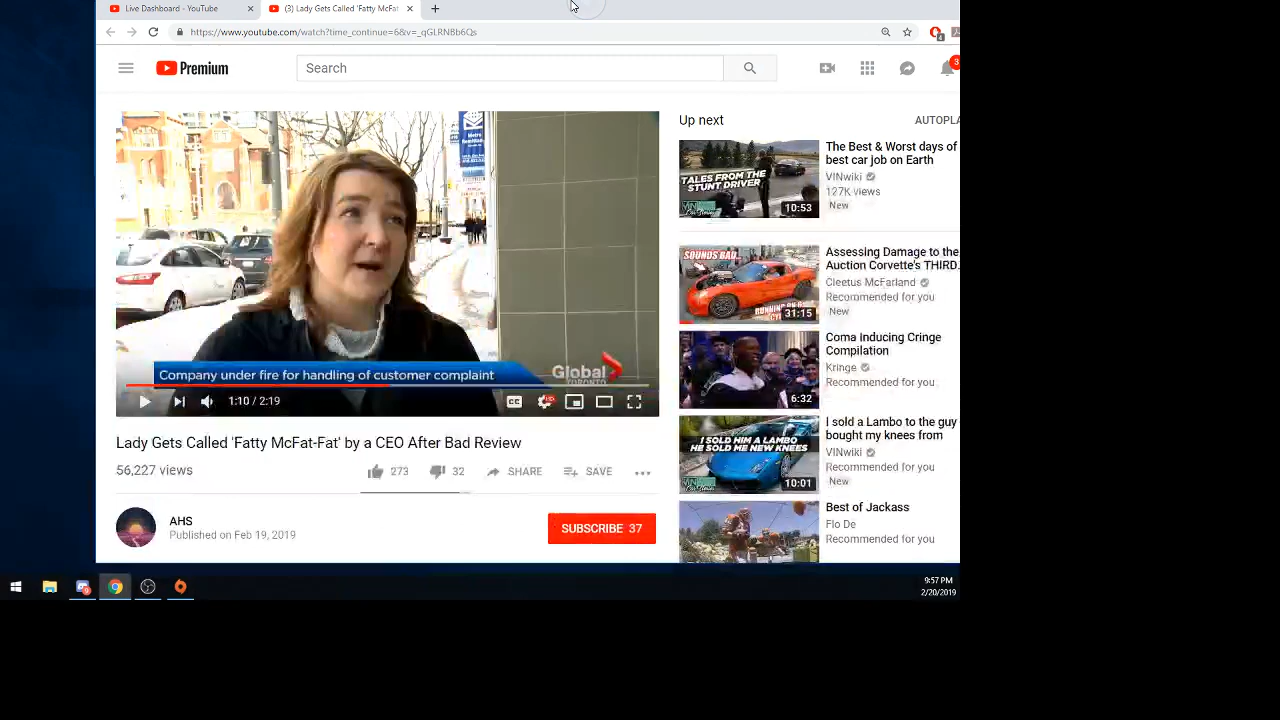 Live Dashboard - YouTube
(3) Lady Gets Called 'Fatty McFat-
https://www.youtube.com/watch?time_continue=6&v=_qGLRNBb6Qs
4
Premium
Search
3
Up next
AUTOPLA
Company under fire for handling of customer complaint
Global
TORONTO
1:10 / 2:19
CC
HD
Lady Gets Called 'Fatty McFat-Fat' by a CEO After Bad Review
56,227 views
273
32
SHARE
SAVE
AHS
Published on Feb 19, 2019
SUBSCRIBE 37
TALES FROM THE
STUNT DRIVER
10:53
The Best & Worst days of
best car job on Earth
VINwiki
127K views
New
SOUNDS BAD...
31:15
Assessing Damage to the
Auction Corvette's THIRD
Cleetus McFarland
Recommended for you
New
6:32
Coma Inducing Cringe
Compilation
Kringe
Recommended for you
I SOLD HIM A LAMBO
HE SOLD ME NEW KNEES
10:01
I sold a Lambo to the guy
bought my knees from
VINwiki
Recommended for you
New
Best of Jackass
Flo De
Recommended for you
9:57 PM
2/20/2019